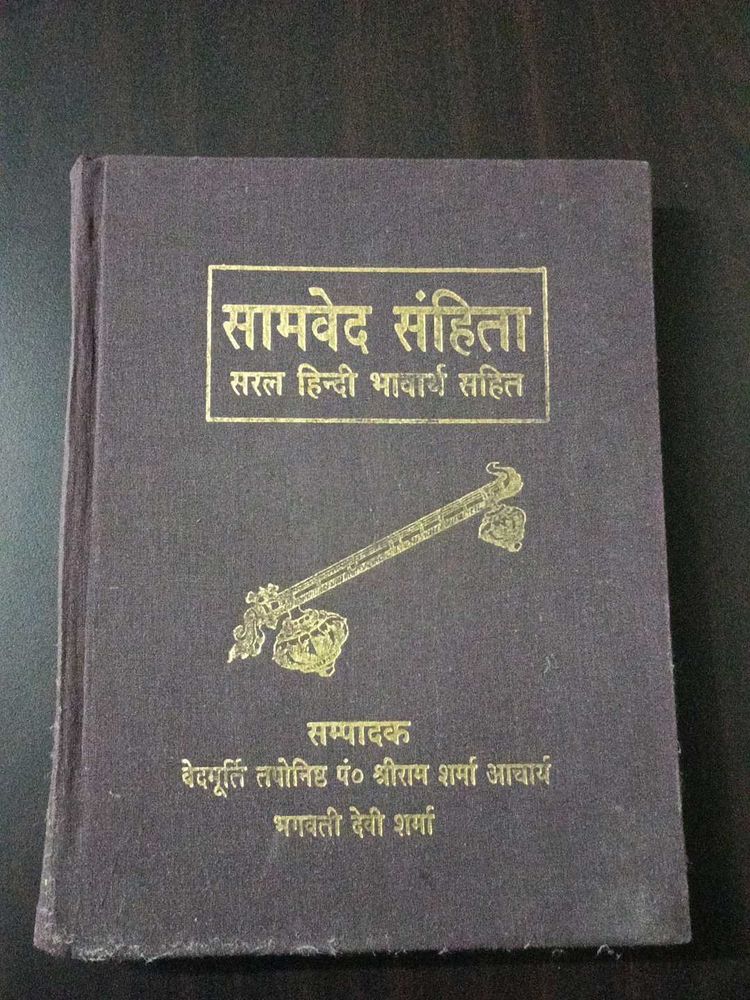 सामवेद संहिता
सरल हिन्दी भावार्थ सहित
सम्पादक
वेदमूर्ति तपोनिष्ठ पं० श्रीराम शर्मा आचार्य
भगवती देवी शर्मा